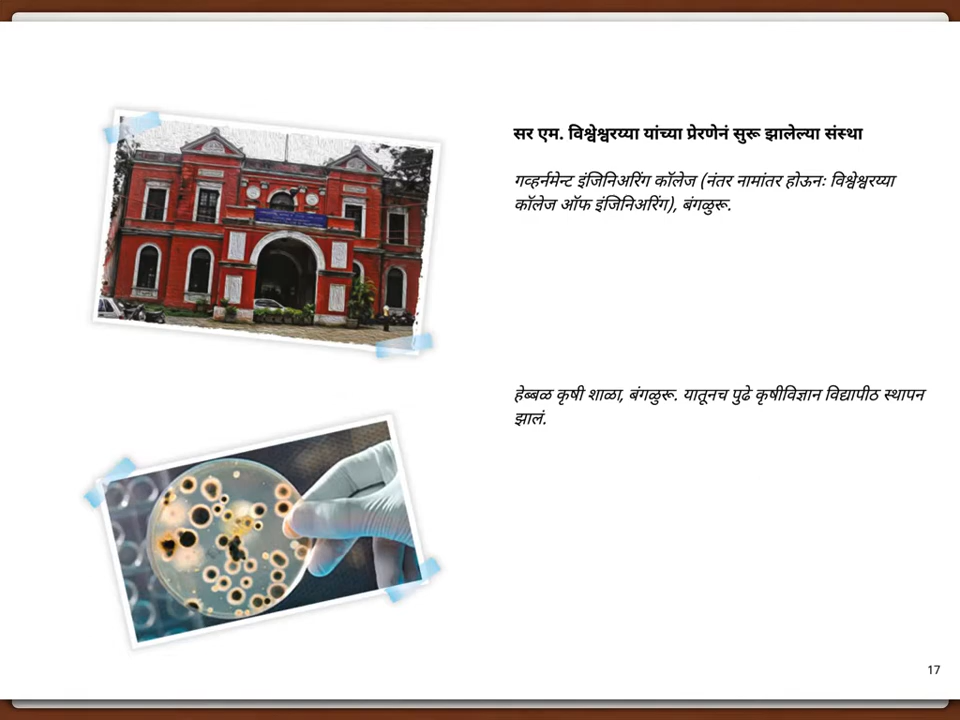 सर एम. विश्वेश्वरय्या यांच्या प्रेरणेनं सुरू झालेल्या संस्था
गव्हर्नमेन्ट इंजिनिअरिंग कॉलेज (नंतर नामांतर होऊनः विश्वेश्वरय्या
कॉलेज ऑफ इंजिनिअरिंग), बंगळुरू.
हेब्बळ कृषी शाळा, बंगळुरू. यातूनच पुढे कृषीविज्ञान विद्यापीठ स्थापन
झालं.
17